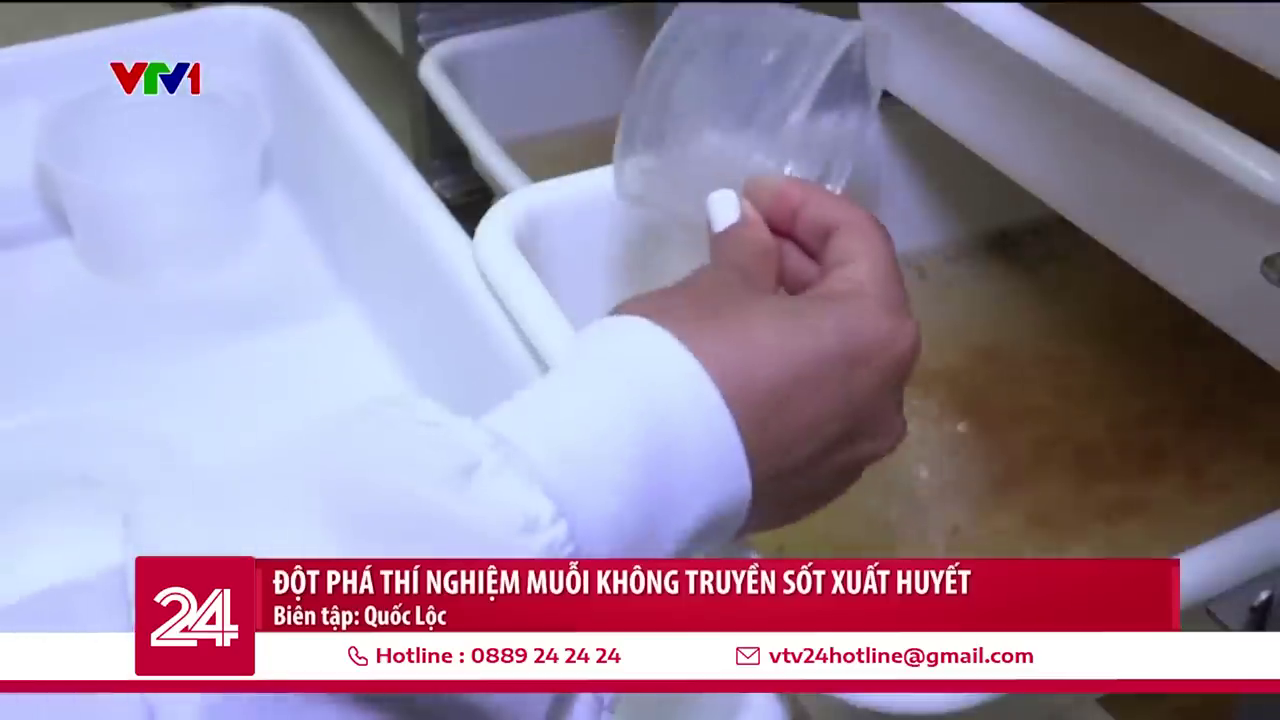 VTV1
24
ĐỘT PHÁ THÍ NGHIỆM MUỖI KHÔNG TRUYỀN SỐT XUẤT HUYẾT
Biên tập: Quốc Lộc
Hotline : 0889 24 24 24
vtv24hotline@gmail.com